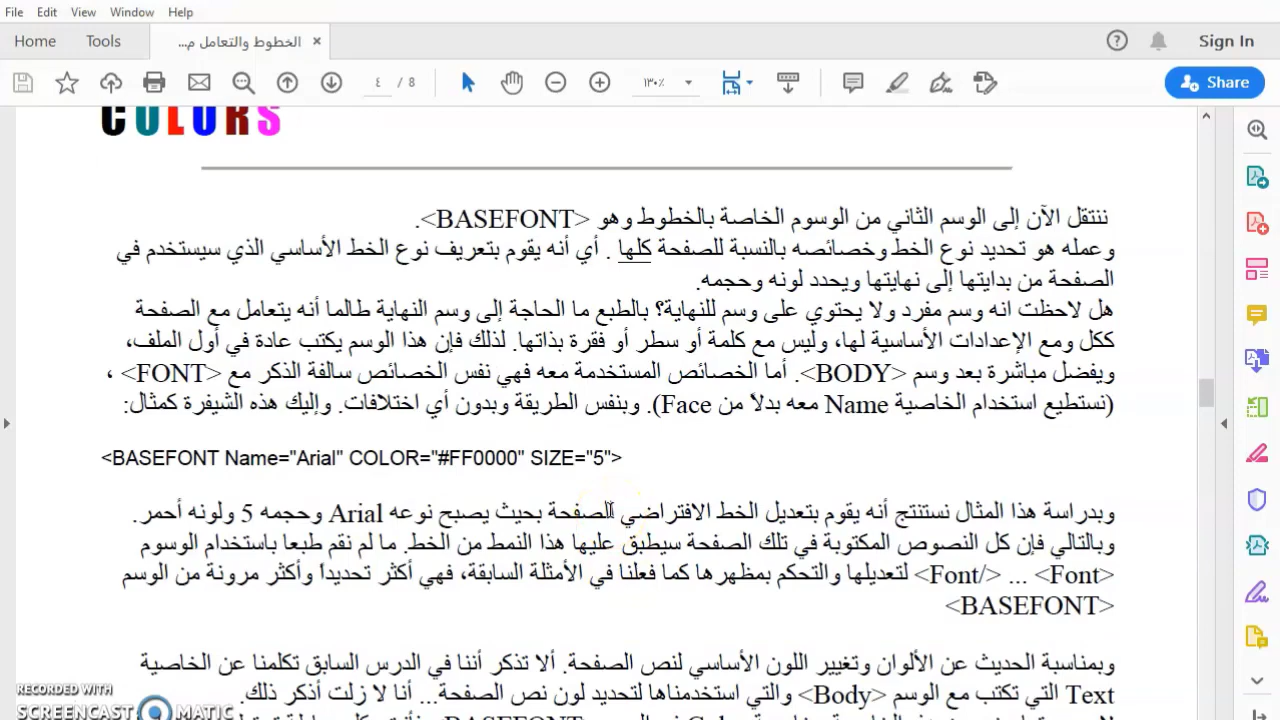 File Edit View Window Help
Home Tools الخطوط والتعامل م...
Sign In
٤ / 8 ١٣٠٪ Share
COLORS
ننتقل الآن إلى الوسم الثاني من الوسوم الخاصة بالخطوط وهو <BASEFONT>.
وعمله هو تحديد نوع الخط وخصائصه بالنسبة للصفحة كلها . أي أنه يقوم بتعريف نوع الخط الأساسي الذي سيستخدم في
الصفحة من بدايتها إلى نهايتها ويحدد لونه وحجمه.
هل لاحظت انه وسم مفرد ولا يحتوي على وسم للنهاية؟ بالطبع ما الحاجة إلى وسم النهاية طالما أنه يتعامل مع الصفحة
ككل ومع الإعدادات الأساسية لها، وليس مع كلمة أو سطر أو فقرة بذاتها. لذلك فإن هذا الوسم يكتب عادة في أول الملف،
ويفضل مباشرة بعد وسم <BODY>. أما الخصائص المستخدمة معه فهي نفس الخصائص سالفة الذكر مع <FONT> ،
(نستطيع استخدام الخاصية Name معه بدلاً من Face). وبنفس الطريقة وبدون أي اختلافات. وإليك هذه الشيفرة كمثال:
<BASEFONT Name="Arial" COLOR="#FF0000" SIZE="5">
وبدراسة هذا المثال نستنتج أنه يقوم بتعديل الخط الافتراضي للصفحة بحيث يصبح نوعه Arial وحجمه 5 ولونه أحمر.
وبالتالي فإن كل النصوص المكتوبة في تلك الصفحة سيطبق عليها هذا النمط من الخط. ما لم نقم طبعا باستخدام الوسوم
<Font> ... </Font> لتعديلها والتحكم بمظهرها كما فعلنا في الأمثلة السابقة، فهي أكثر تحديداً وأكثر مرونة من الوسم
<BASEFONT>
وبمناسبة الحديث عن الألوان وتغيير اللون الأساسي لنص الصفحة. ألا تذكر أننا في الدرس السابق تكلمنا عن الخاصية
Text التي تكتب مع الوسم <Body> والتي استخدمناها لتحديد لون نص الصفحة... أنا لا زلت أذكر ذلك.
RECORDED WITH
SCREENCAST MATIC